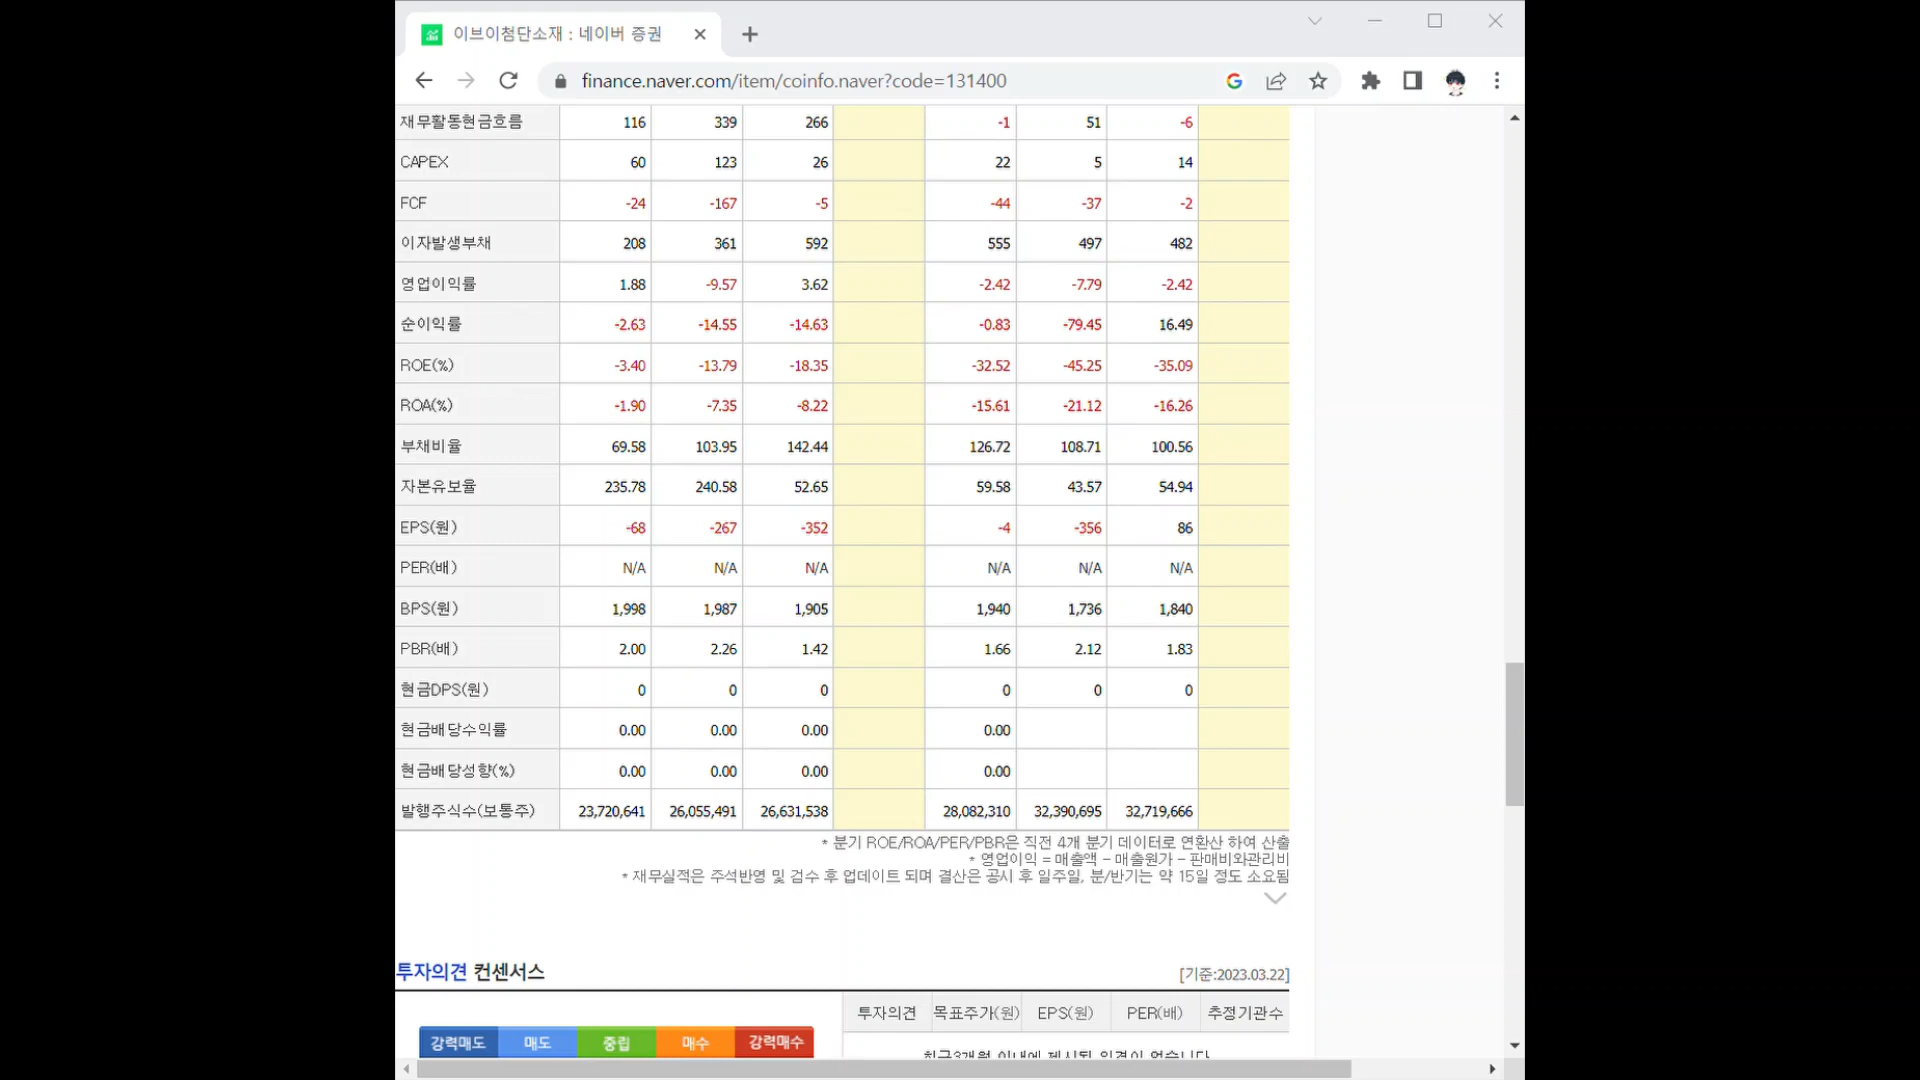 이브이첨단소재 : 네이버 증권
finance.naver.com/item/coinfo.naver?code=131400
재무활동현금흐름 116 339 266 -1 51 -6
CAPEX 60 123 26 22 5 14
FCF -24 -167 -5 -44 -37 -2
이자발생부채 208 361 592 555 497 482
영업이익률 1.88 -9.57 3.62 -2.42 -7.79 -2.42
순이익률 -2.63 -14.55 -14.63 -0.83 -79.45 16.49
ROE(%) -3.40 -13.79 -18.35 -32.52 -45.25 -35.09
ROA(%) -1.90 -7.35 -8.22 -15.61 -21.12 -16.26
부채비율 69.58 103.95 142.44 126.72 108.71 100.56
자본유보율 235.78 240.58 52.65 59.58 43.57 54.94
EPS(원) -68 -267 -352 -4 -356 86
PER(배) N/A N/A N/A N/A N/A N/A
BPS(원) 1,998 1,987 1,905 1,940 1,736 1,840
PBR(배) 2.00 2.26 1.42 1.66 2.12 1.83
현금DPS(원) 0 0 0 0 0 0
현금배당수익률 0.00 0.00 0.00 0.00
현금배당성향(%) 0.00 0.00 0.00 0.00
발행주식수(보통주) 23,720,641 26,055,491 26,631,538 28,082,310 32,390,695 32,719,666
* 분기 ROE/ROA/PER/PBR은 직전 4개 분기 데이터로 연환산 하여 산출
* 영업이익 = 매출액 - 매출원가 - 판매비와관리비
* 재무실적은 주석반영 및 검수 후 업데이트 되며 결산은 공시 후 일주일, 분/반기는 약 15일 정도 소요됨
투자의견 컨센서스 [기준:2023.03.22]
투자의견 목표주가(원) EPS(원) PER(배) 추정기관수
강력매도 매도 중립 매수 강력매수
최근3개월 이내에 제시된 의견이 없습니다